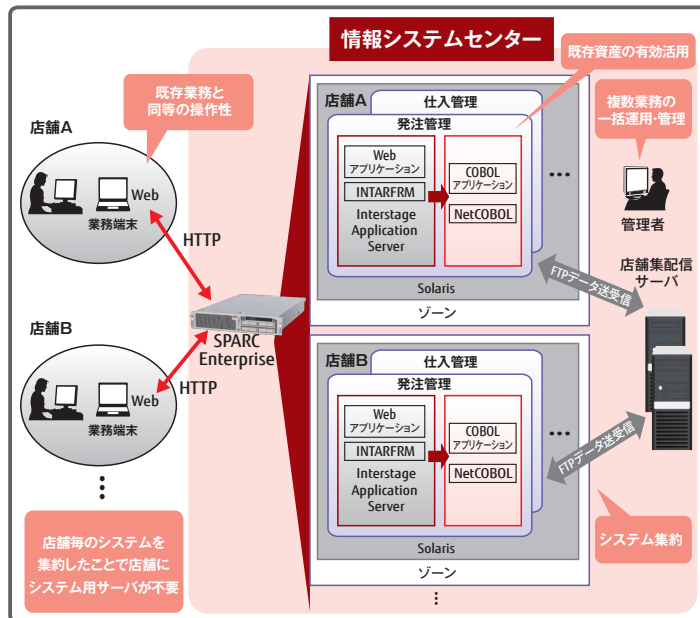 情報システムセンター
既存資産の有効活用
既存業務と
同等の操作性
複数業務の
一括運用・管理
店舗A
Web
業務端末
HTTP
店舗A
仕入管理
発注管理
Web
アプリケーション
INTARFRM
Interstage
Application
Server
COBOL
アプリケーション
NetCOBOL
•••
Solaris
ゾーン
管理者
店舗集配信
サーバ
FTPデータ送受信
SPARC
Enterprise
店舗B
Web
業務端末
HTTP
店舗B
仕入管理
発注管理
Web
アプリケーション
INTARFRM
Interstage
Application
Server
COBOL
アプリケーション
NetCOBOL
•••
Solaris
ゾーン
FTPデータ送受信
システム集約
店舗毎のシステムを
集約したことで店舗に
システム用サーバが不要